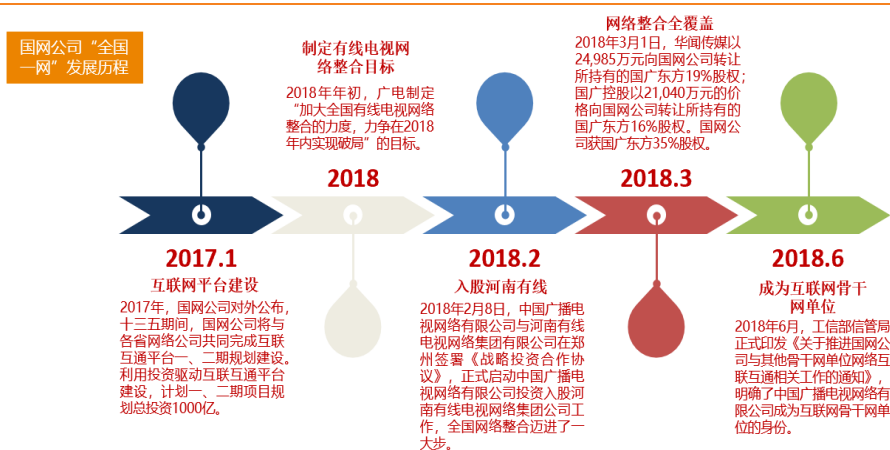 国网公司“全国
一网”发展历程
2017.1
互联网平台建设
2017年，国网公司对外公布，
十三五期间，国网公司将与
各省网络公司共同完成互联
互通平台一、二期规划建设。
利用投资驱动互联互通平台
建设，计划一、二期项目规
划总投资1000亿。
制定有线电视网
络整合目标
2018年年初，广电制定
“加大全国有线电视网络
整合的力度，力争在2018
年内实现破局”的目标。
2018
2018.2
入股河南有线
2018年2月8日，中国广播电
视网络有限公司与河南有线
电视网络集团有限公司在郑
州签署《战略投资合作协
议》，正式启动中国广播电
视网络有限公司投资入股河
南有线电视网络集团公司工
作，全国网络整合迈进了一
大步。
网络整合全覆盖
2018年3月1日，华闻传媒以
24,985万元向国网公司转让
所持有的国广东方19%股权；
国广控股以21,040万元的价
格向国网公司转让所持有的
国广东方16%股权。国网公
司获国广东方35%股权。
2018.3
2018.6
成为互联网骨干
网单位
2018年6月，工信部信管局
正式印发《关于推进国网公
司与其他骨干网单位网络互
联互通相关工作的通知》，
明确了中国广播电视网络有
限公司成为互联网骨干网单
位的身份。